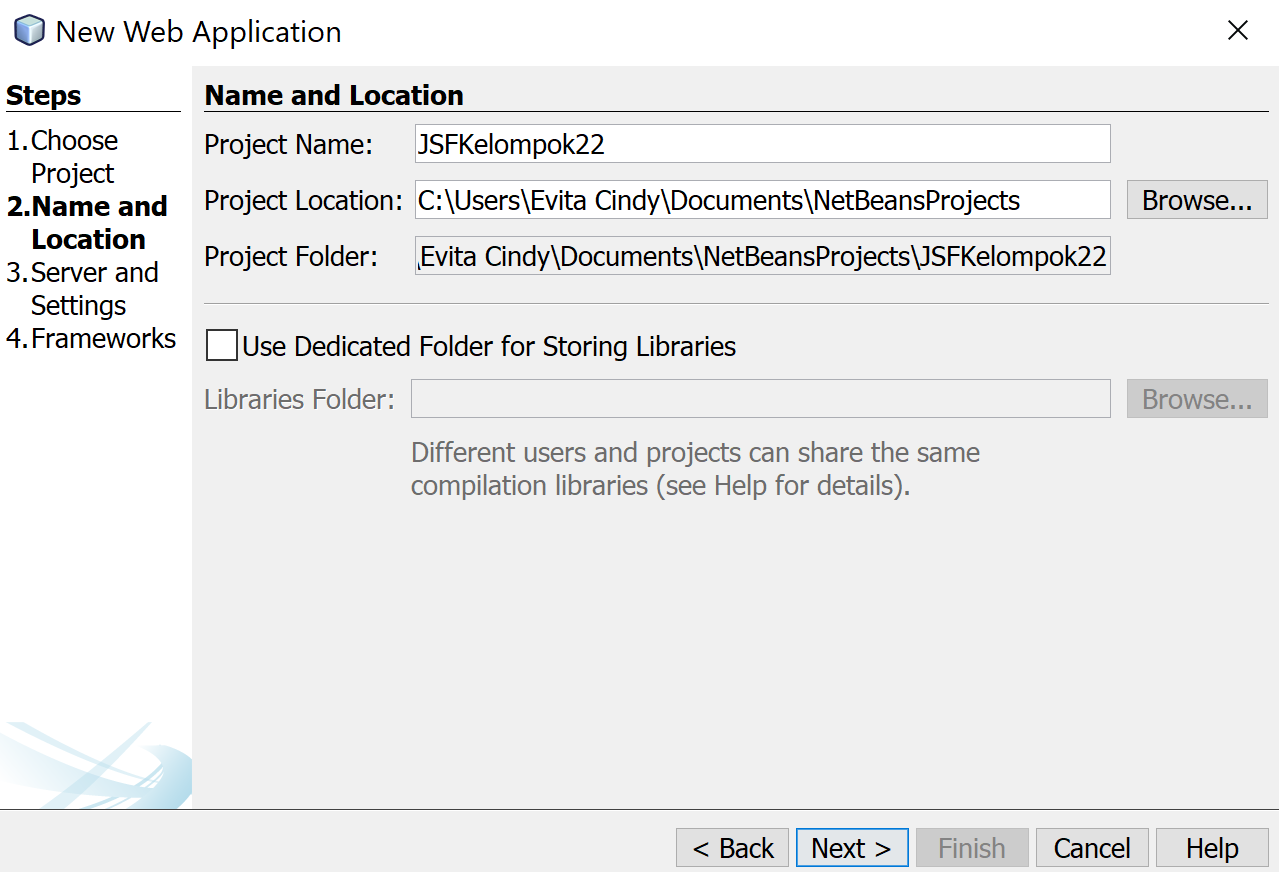 New Web Application
Steps
1.Choose
Project
2.Name and
Location
3.Server and
Settings
4.Frameworks
Name and Location
Project Name: JSFKelompok22
Project Location: C:\Users\Evita Cindy\Documents\NetBeansProjects Browse...
Project Folder: \Evita Cindy\Documents\NetBeansProjects\JSFKelompok22
Use Dedicated Folder for Storing Libraries
Libraries Folder: Browse...
Different users and projects can share the same
compilation libraries (see Help for details).
< Back Next > Finish Cancel Help